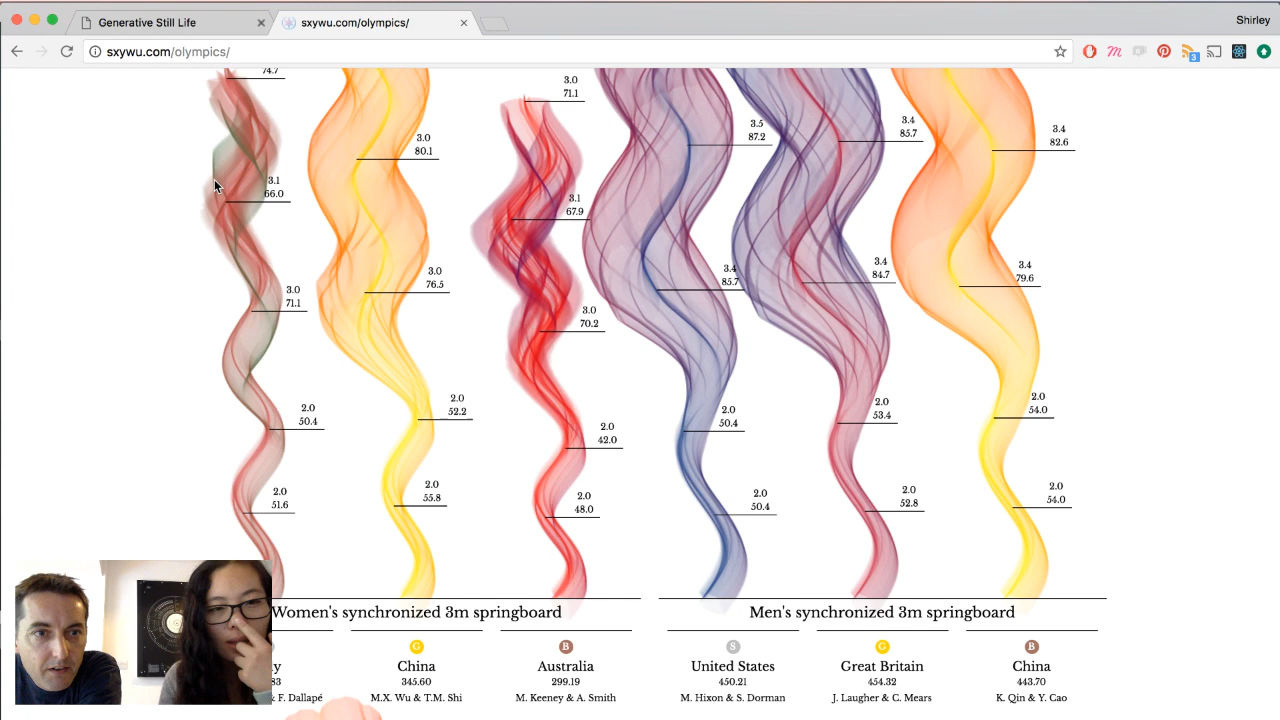 Generative Still Life
sxywu.com/olympics/
Shirley
sxywu.com/olympics/
3
74.7
3.0
71.1
3.0
80.1
3.5
87.2
3.4
85.7
3.4
82.6
3.1
66.0
3.1
67.9
3.0
71.1
3.0
76.5
3.0
70.2
3.4
85.7
3.4
84.7
3.4
79.6
2.0
50.4
2.0
52.2
2.0
42.0
2.0
50.4
2.0
53.4
2.0
54.0
2.0
51.6
2.0
55.8
2.0
48.0
2.0
50.4
2.0
52.8
2.0
54.0
Women's synchronized 3m springboard
Men's synchronized 3m springboard
G
B
S
G
B
y
China
Australia
United States
Great Britain
China
83
345.60
299.19
450.21
454.32
443.70
& F. Dallapé
M.X. Wu & T.M. Shi
M. Keeney & A. Smith
M. Hixon & S. Dorman
J. Laugher & C. Mears
K. Qin & Y. Cao